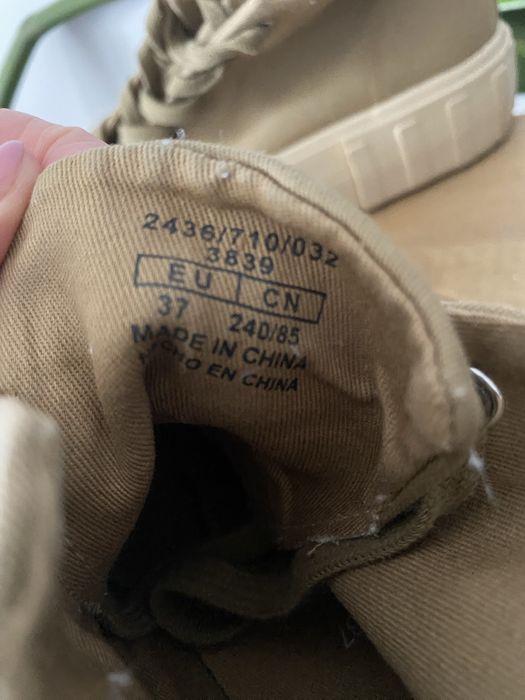 2436/710/032
3839
EU CN
37 240/85
MADE IN CHINA
HECHO EN CHINA